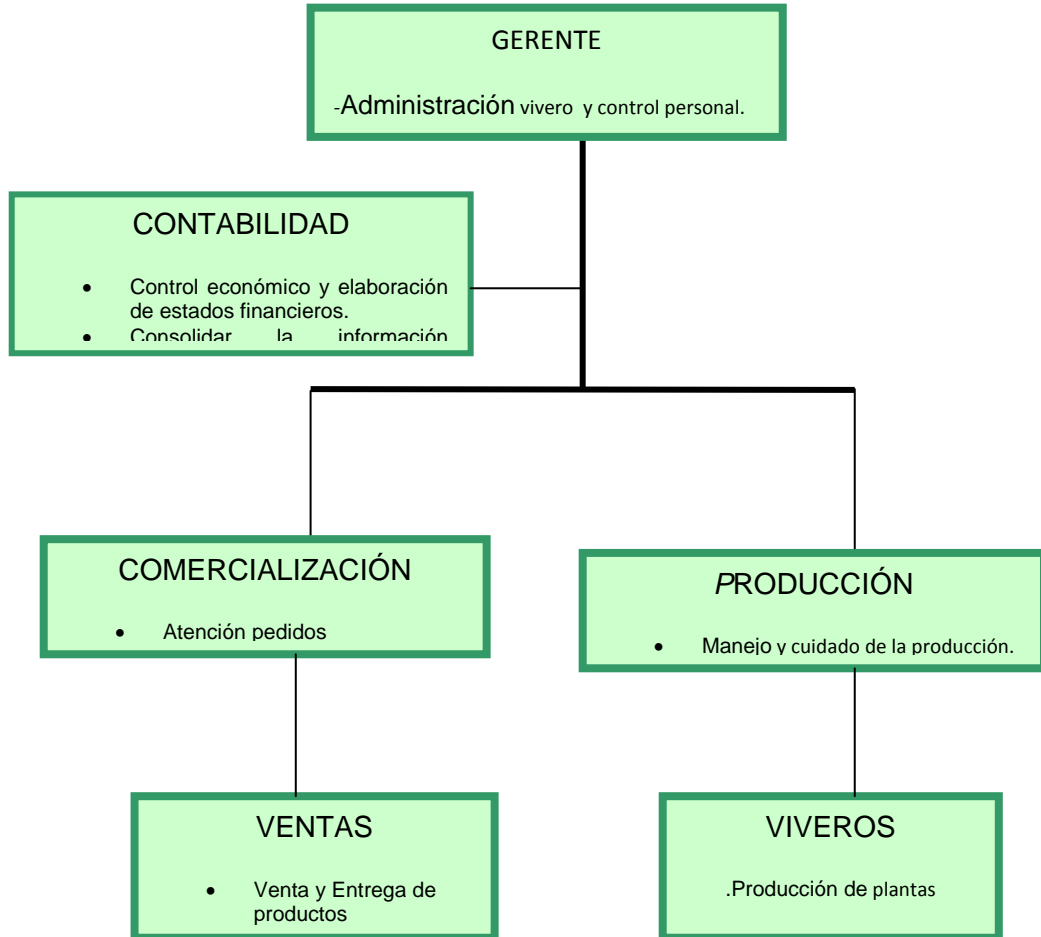 GERENTE
-Administración vivero y control personal.
CONTABILIDAD
• Control económico y elaboración
de estados financieros.
• Consolidar la información
COMERCIALIZACIÓN
• Atención pedidos
PRODUCCIÓN
• Manejo y cuidado de la producción.
VENTAS
• Venta y Entrega de
productos
VIVEROS
.Producción de plantas